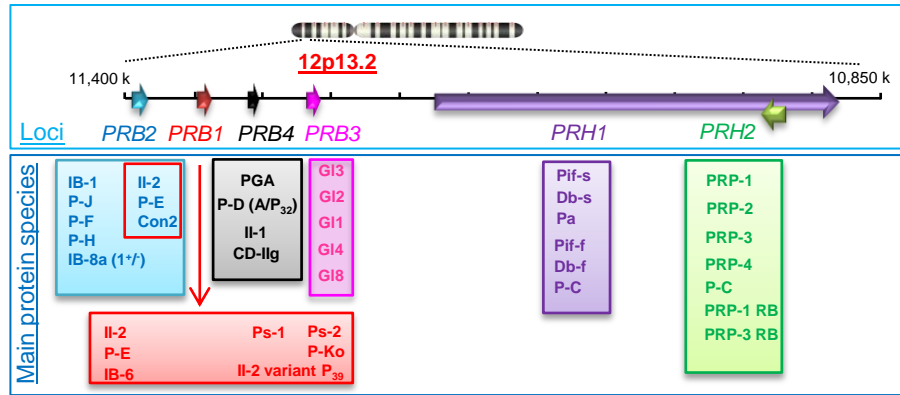 12p13.2
11,400 k
10,850 k
Loci
PRB2 PRB1 PRB4 PRB3 PRH1 PRH2
Main protein species
IB-1
P-J
P-F
P-H
IB-8a (1⁺/⁻)
II-2
P-E
Con2
PGA
P-D (A/P₃₂)
II-1
CD-IIg
GI3
GI2
GI1
GI4
GI8
Pif-s
Db-s
Pa
Pif-f
Db-f
P-C
PRP-1
PRP-2
PRP-3
PRP-4
P-C
PRP-1 RB
PRP-3 RB
II-2 Ps-1 Ps-2
P-E P-Ko
IB-6 II-2 variant P₃₉